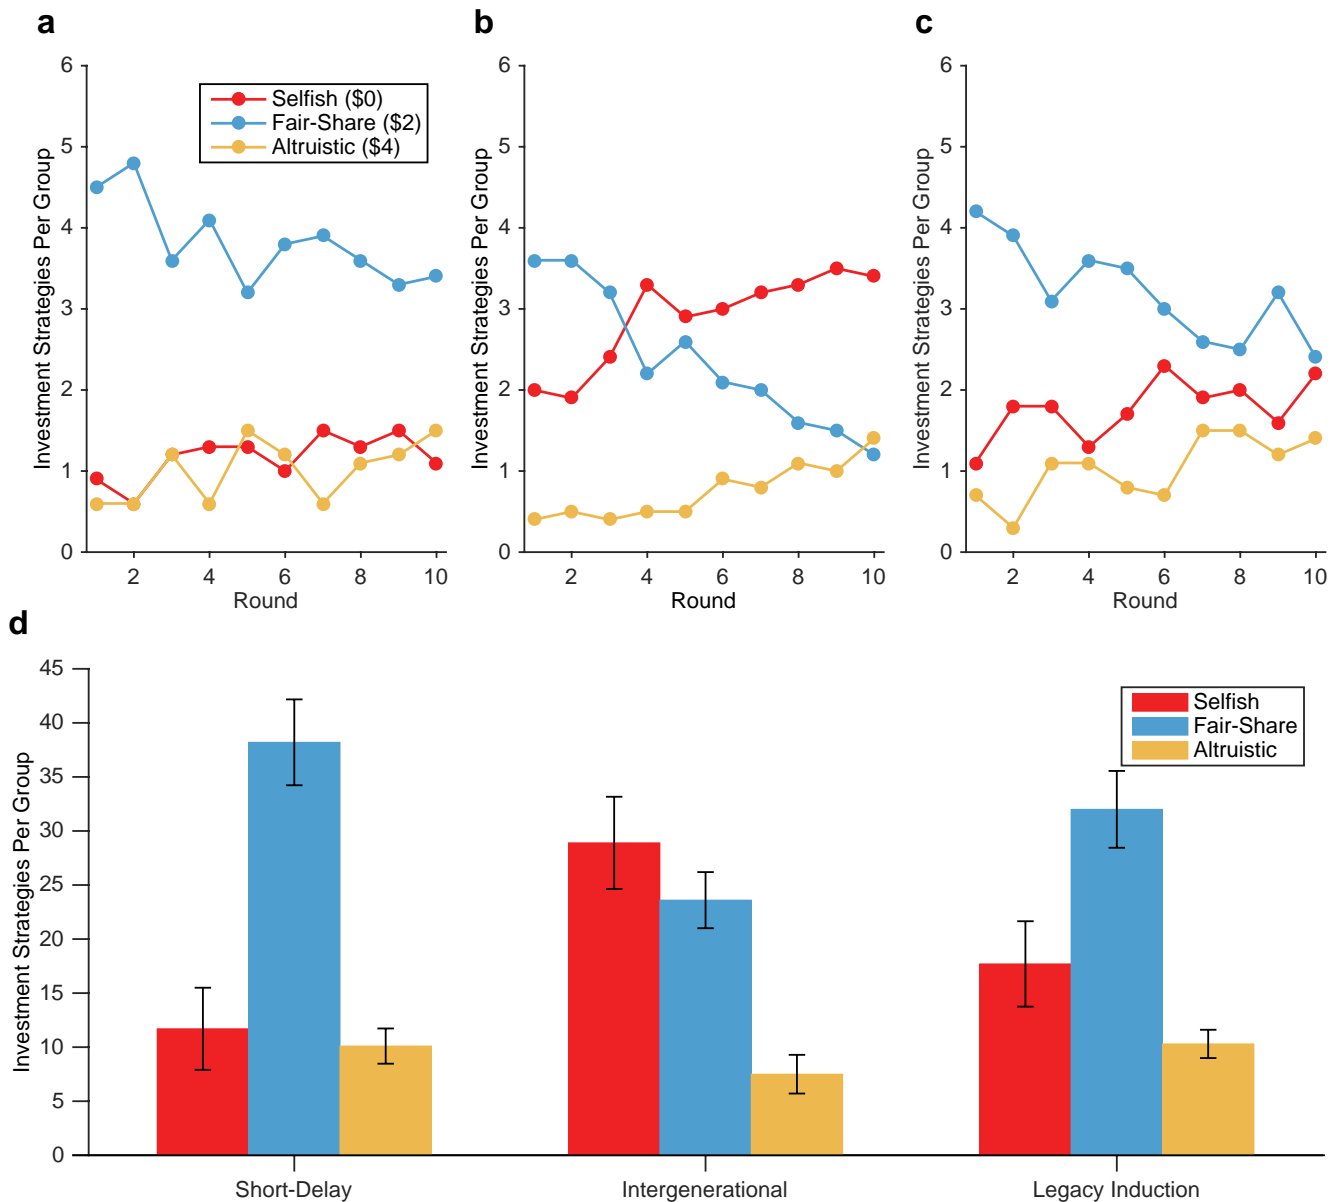 a
b
c
6
5
4
3
2
1
0
Investment Strategies Per Group
Selfish ($0)
Fair-Share ($2)
Altruistic ($4)
2 4 6 8 10
Round
6
5
4
3
2
1
0
Investment Strategies Per Group
2 4 6 8 10
Round
6
5
4
3
2
1
0
Investment Strategies Per Group
2 4 6 8 10
Round
d
45
40
35
30
25
20
15
10
5
0
Investment Strategies Per Group
Selfish
Fair-Share
Altruistic
Short-Delay
Intergenerational
Legacy Induction